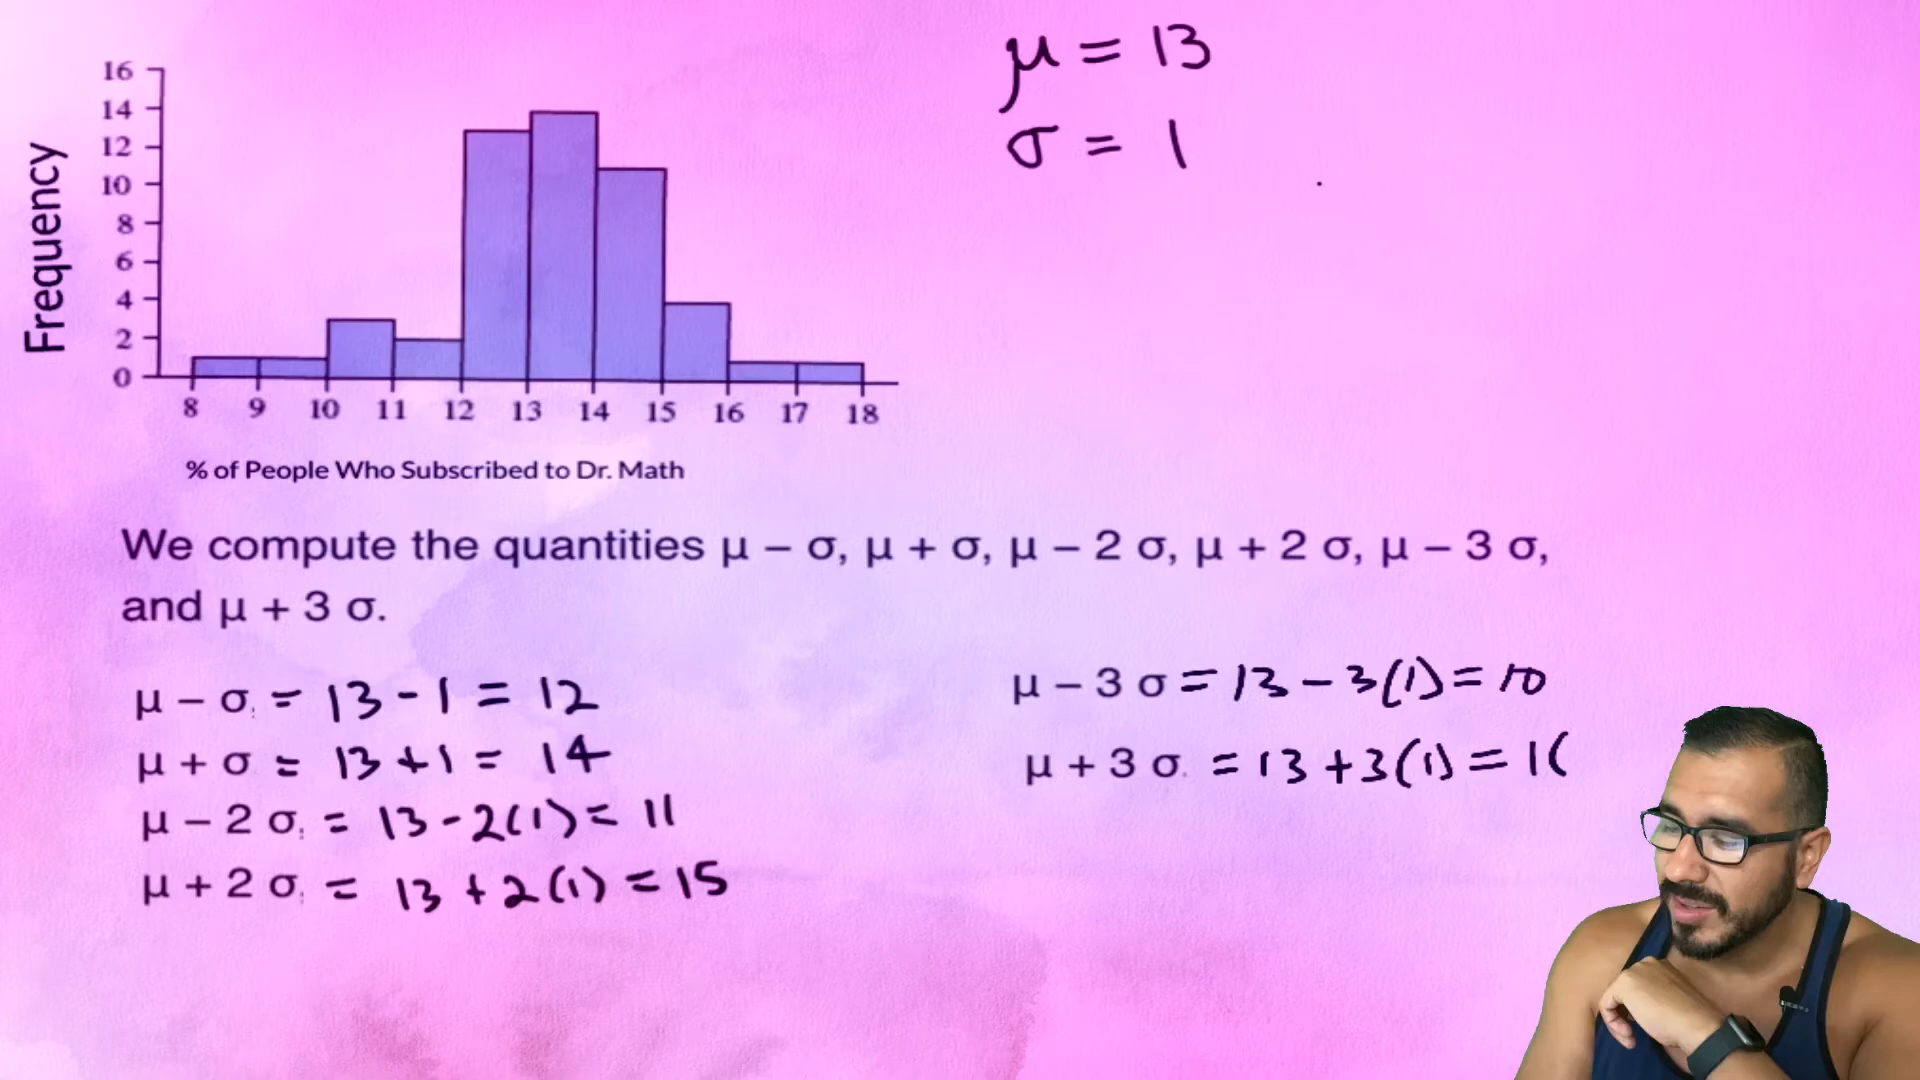 μ = 13
σ = 1
16
14
12
10
8
6
4
2
0
Frequency
8 9 10 11 12 13 14 15 16 17 18
% of People Who Subscribed to Dr. Math
We compute the quantities μ – σ, μ + σ, μ – 2 σ, μ + 2 σ, μ – 3 σ,
and μ + 3 σ.
μ – σ = 13 - 1 = 12
μ + σ = 13 + 1 = 14
μ – 2 σ = 13 - 2(1) = 11
μ + 2 σ = 13 + 2(1) = 15
μ – 3 σ = 13 - 3(1) = 10
μ + 3 σ = 13 + 3(1) = 1